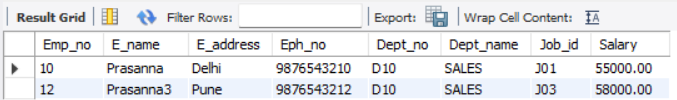 Result Grid Filter Rows: Export: Wrap Cell Content: IA
Emp_no E_name E_address Eph_no Dept_no Dept_name Job_id Salary
10 Prasanna Delhi 9876543210 D10 SALES J01 55000.00
12 Prasanna3 Pune 9876543212 D10 SALES J03 58000.00